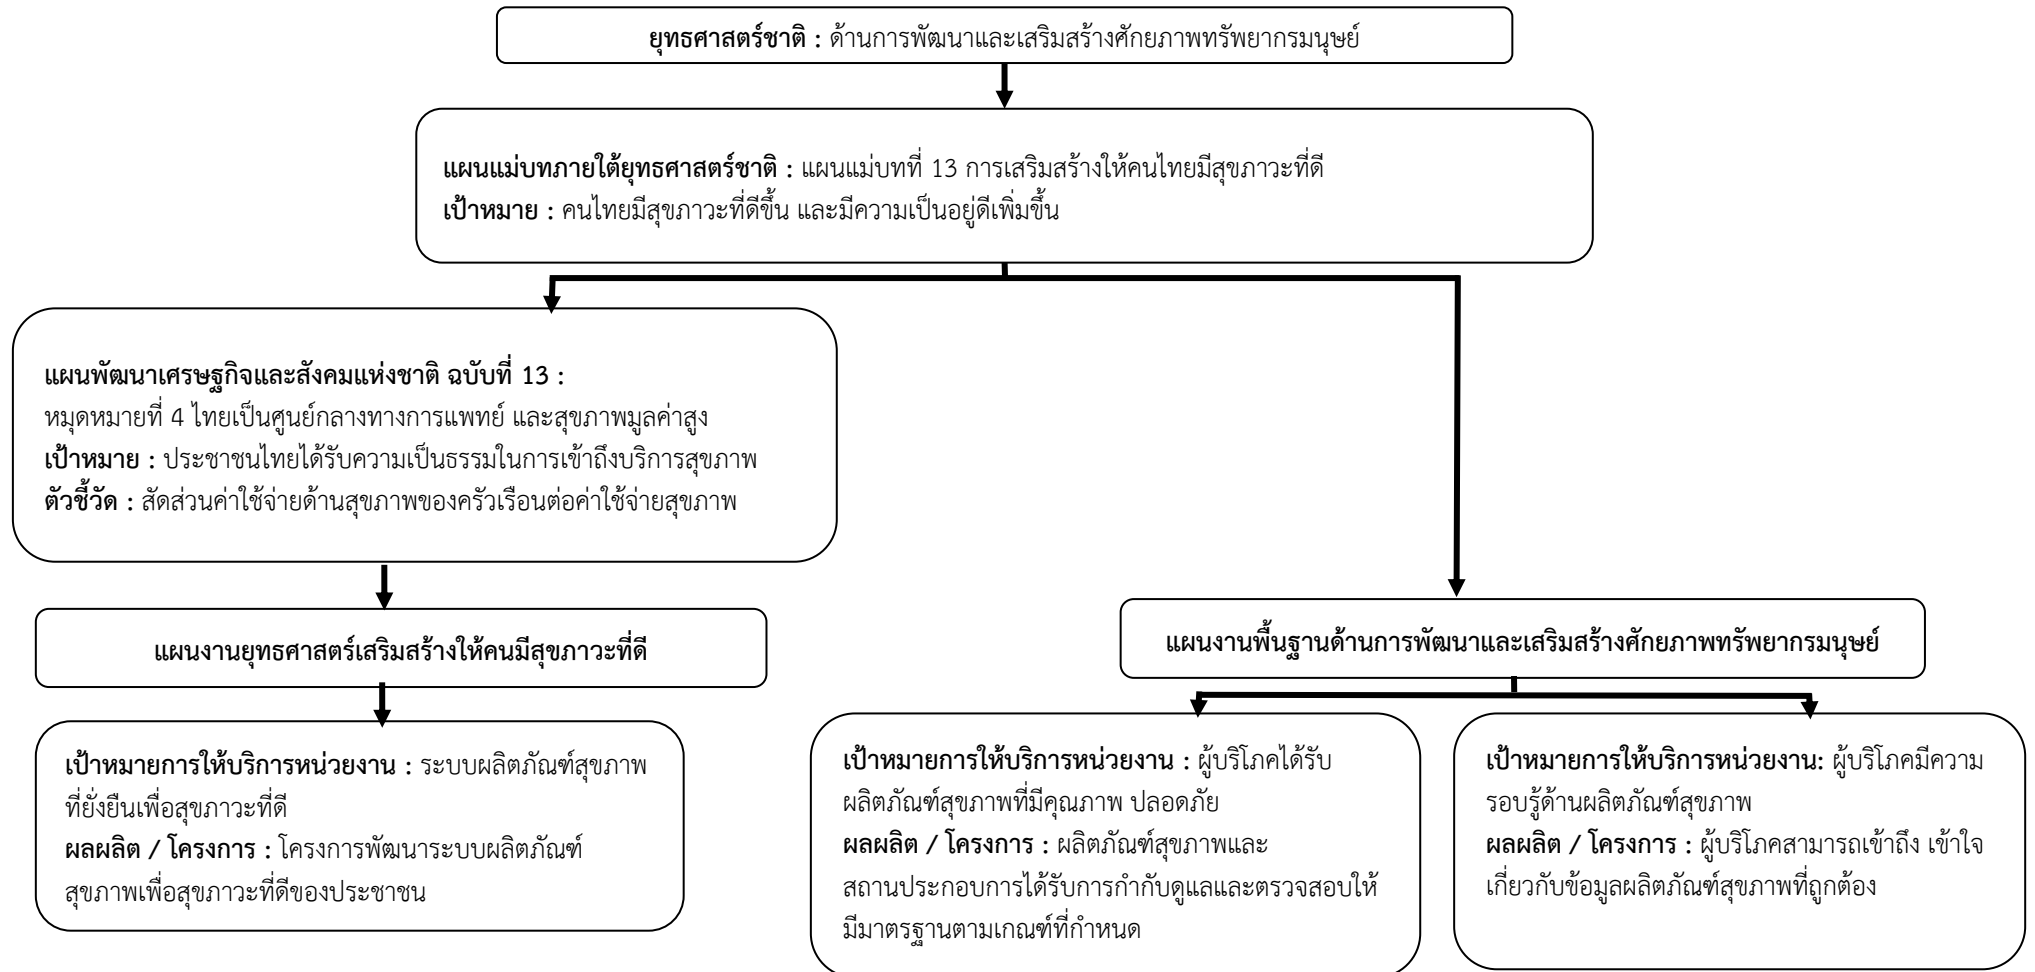 ยุทธศาสตร์ชาติ : ด้านการพัฒนาและเสริมสร้างศักยภาพทรัพยากรมนุษย์
แผนแม่บทภายใต้ยุทธศาสตร์ชาติ : แผนแม่บทที่ 13 การเสริมสร้างให้คนไทยมีสุขภาวะที่ดี
เป้าหมาย : คนไทยมีสุขภาวะที่ดีขึ้น และมีความเป็นอยู่ดีเพิ่มขึ้น
แผนพัฒนาเศรษฐกิจและสังคมแห่งชาติ ฉบับที่ 13 :
หมุดหมายที่ 4 ไทยเป็นศูนย์กลางทางการแพทย์ และสุขภาพมูลค่าสูง
เป้าหมาย : ประชาชนไทยได้รับความเป็นธรรมในการเข้าถึงบริการสุขภาพ
ตัวชี้วัด : สัดส่วนค่าใช้จ่ายด้านสุขภาพของครัวเรือนต่อค่าใช้จ่ายสุขภาพ
แผนงานยุทธศาสตร์เสริมสร้างให้คนมีสุขภาวะที่ดี
แผนงานพื้นฐานด้านการพัฒนาและเสริมสร้างศักยภาพทรัพยากรมนุษย์
เป้าหมายการให้บริการหน่วยงาน : ระบบผลิตภัณฑ์สุขภาพ
ที่ยั่งยืนเพื่อสุขภาวะที่ดี
ผลผลิต / โครงการ : โครงการพัฒนาระบบผลิตภัณฑ์
สุขภาพเพื่อสุขภาวะที่ดีของประชาชน
เป้าหมายการให้บริการหน่วยงาน : ผู้บริโภคได้รับ
ผลิตภัณฑ์สุขภาพที่มีคุณภาพ ปลอดภัย
ผลผลิต / โครงการ : ผลิตภัณฑ์สุขภาพและ
สถานประกอบการได้รับการกำกับดูแลและตรวจสอบให้
มีมาตรฐานตามเกณฑ์ที่กำหนด
เป้าหมายการให้บริการหน่วยงาน: ผู้บริโภคมีความ
รอบรู้ด้านผลิตภัณฑ์สุขภาพ
ผลผลิต / โครงการ : ผู้บริโภคสามารถเข้าถึง เข้าใจ
เกี่ยวกับข้อมูลผลิตภัณฑ์สุขภาพที่ถูกต้อง